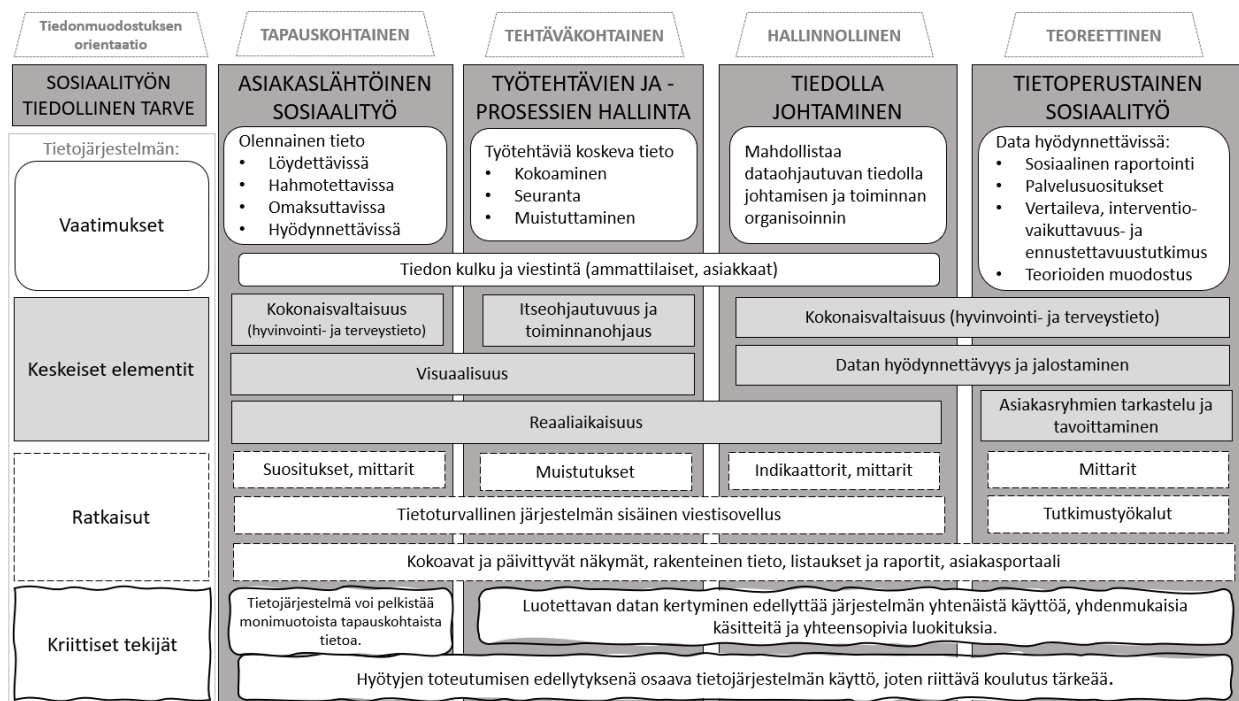 Tiedonmuodostuksen
orientaatio
TAPAUSKOHTAINEN
TEHTÄVÄKOHTAINEN
HALLINNOLLINEN
TEOREETTINEN
SOSIAALITYÖN
TIEDOLLINEN TARVE
ASIAKASLÄHTÖINEN
SOSIAALITYÖ
TYÖTEHTÄVIEN JA -
PROSESSIEN HALLINTA
TIEDOLLA
JOHTAMINEN
TIETOPERUSTAINEN
SOSIAALITYÖ
Tietojärjestelmän:
Vaatimukset
Olennainen tieto
• Löydettävissä
• Hahmotettavissa
• Omaksuttavissa
• Hyödynnettävissä
Työtehtäviä koskeva tieto
• Kokoaminen
• Seuranta
• Muistuttaminen
Mahdollistaa
dataohjautuvan tiedolla
johtamisen ja toiminnan
organisoinnin
Data hyödynnettävissä:
• Sosiaalinen raportointi
• Palvelusuositukset
• Vertaileva, interventio-
vaikuttavuus- ja
ennustettavuustutkimus
• Teorioiden muodostus
Tiedon kulku ja viestintä (ammattilaiset, asiakkaat)
Keskeiset elementit
Kokonaisvaltaisuus
(hyvinvointi- ja terveystieto)
Itseohjautuvuus ja
toiminnanohjaus
Kokonaisvaltaisuus (hyvinvointi- ja terveystieto)
Visuaalisuus
Datan hyödynnettävyys ja jalostaminen
Reaaliaikaisuus
Asiakasryhmien tarkastelu ja
tavoittaminen
Ratkaisut
Suositukset, mittarit
Muistutukset
Indikaattorit, mittarit
Mittarit
Tietoturvallinen järjestelmän sisäinen viestisovellus
Tutkimustyökalut
Kokoavat ja päivittyvät näkymät, rakenteinen tieto, listaukset ja raportit, asiakasportaali
Kriittiset tekijät
Tietojärjestelmä voi pelkistää
monimuotoista tapauskohtaista
tietoa.
Luotettavan datan kertyminen edellyttää järjestelmän yhtenäistä käyttöä, yhdenmukaisia
käsitteitä ja yhteensopivia luokituksia.
Hyötyjen toteutumisen edellytyksenä osaava tietojärjestelmän käyttö, joten riittävä koulutus tärkeää.